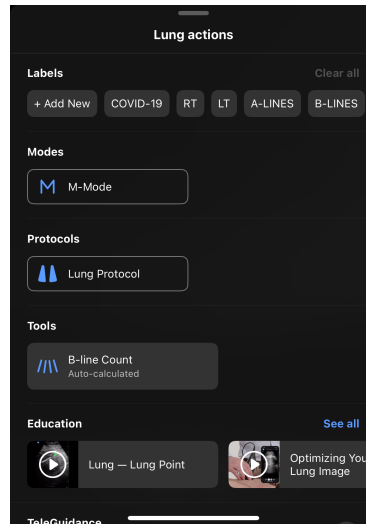 Lung actions
Labels
Clear all
+ Add New
COVID-19
RT
LT
A-LINES
B-LINES
Modes
M-Mode
Protocols
Lung Protocol
Tools
B-line Count
Auto-calculated
Education
See all
Lung — Lung Point
Optimizing You
Lung Image
TeleGuidance